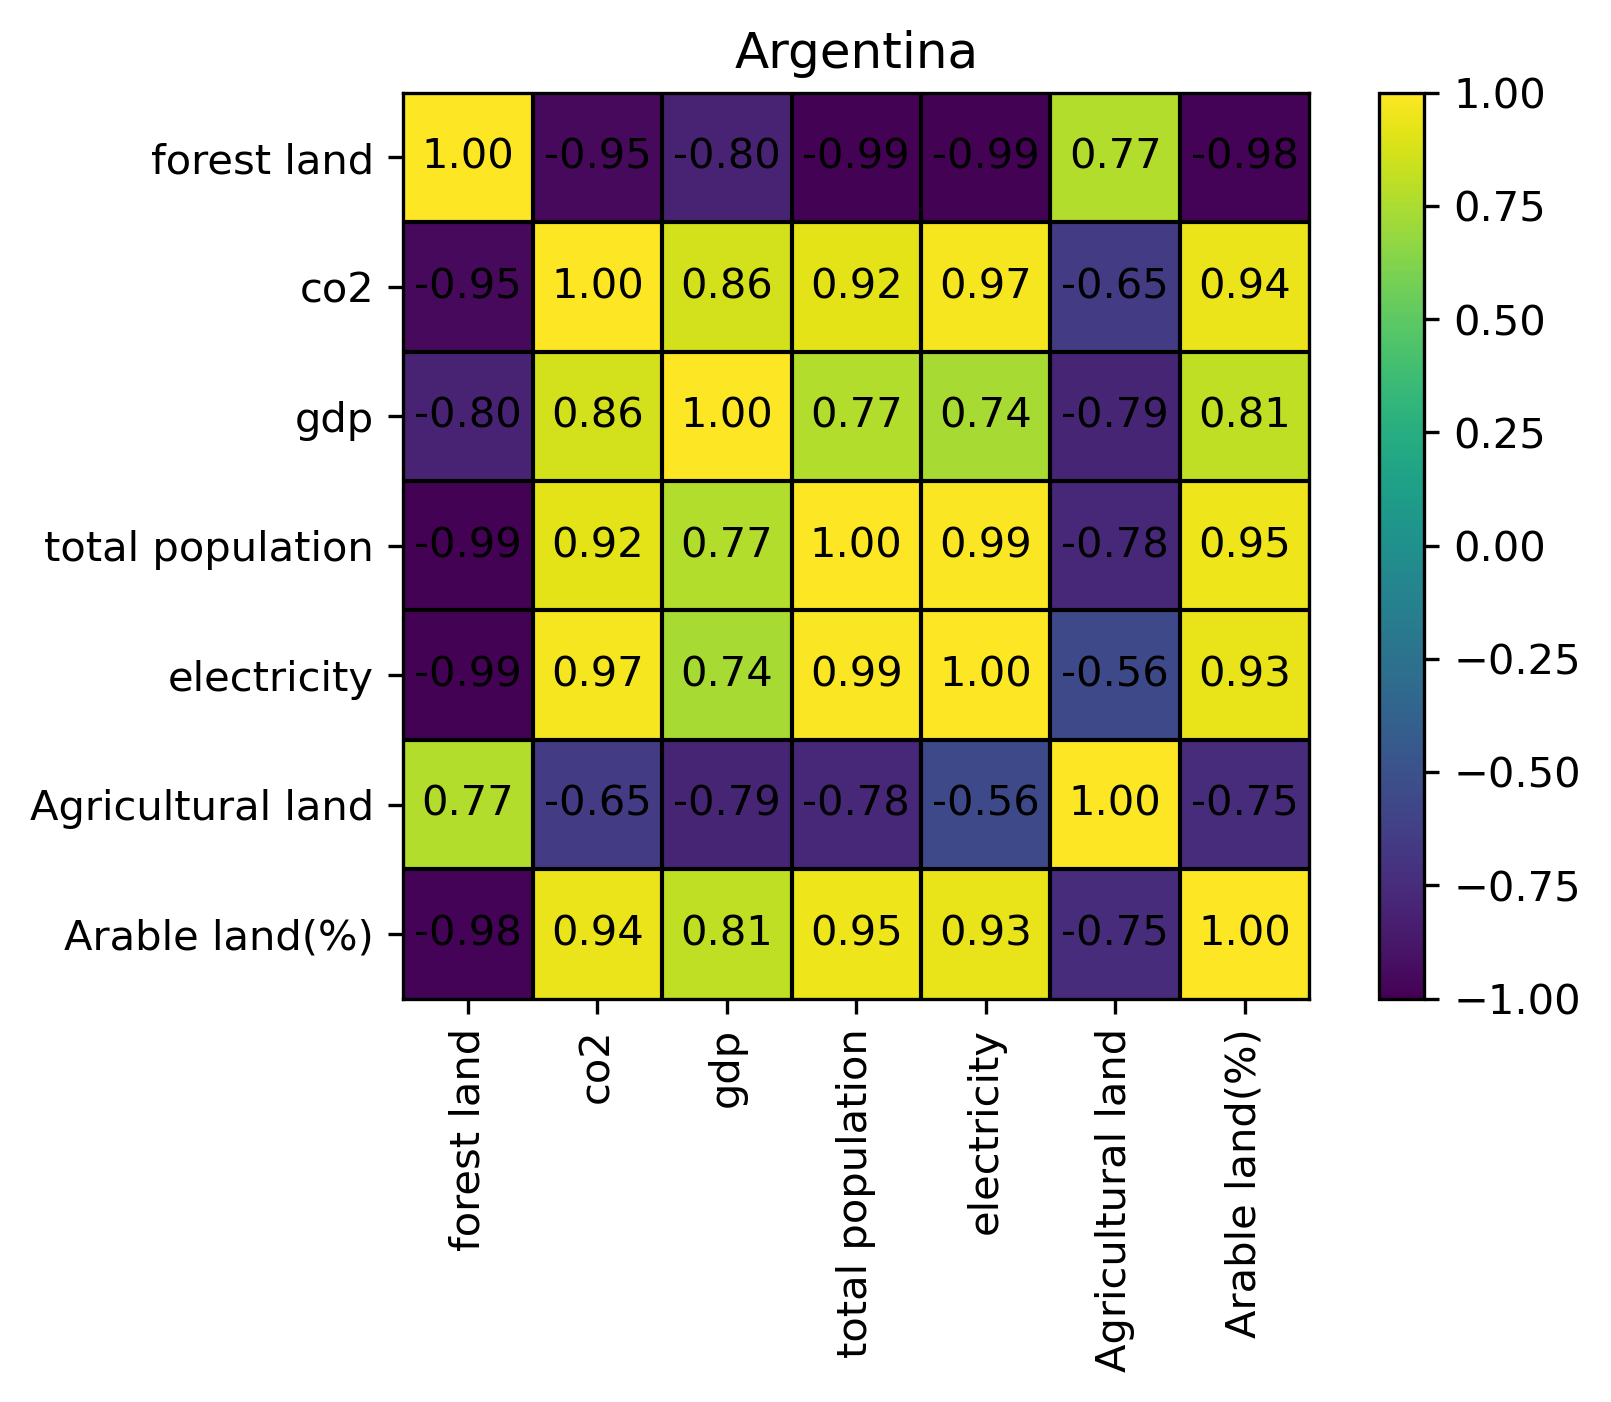 Argentina
forest land 1.00 -0.95 -0.80 -0.99 -0.99 0.77 -0.98
co2 -0.95 1.00 0.86 0.92 0.97 -0.65 0.94
gdp -0.80 0.86 1.00 0.77 0.74 -0.79 0.81
total population -0.99 0.92 0.77 1.00 0.99 -0.78 0.95
electricity -0.99 0.97 0.74 0.99 1.00 -0.56 0.93
Agricultural land 0.77 -0.65 -0.79 -0.78 -0.56 1.00 -0.75
Arable land(%) -0.98 0.94 0.81 0.95 0.93 -0.75 1.00
forest land
co2
gdp
total population
electricity
Agricultural land
Arable land(%)
1.00
0.75
0.50
0.25
0.00
−0.25
−0.50
−0.75
−1.00